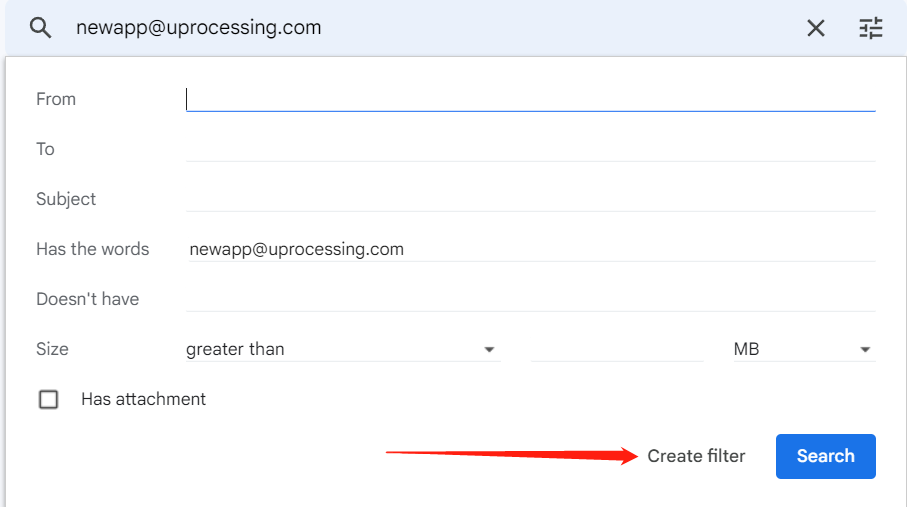 newapp@uprocessing.com
From
To
Subject
Has the words newapp@uprocessing.com
Doesn't have
Size greater than MB
Has attachment
Create filter Search